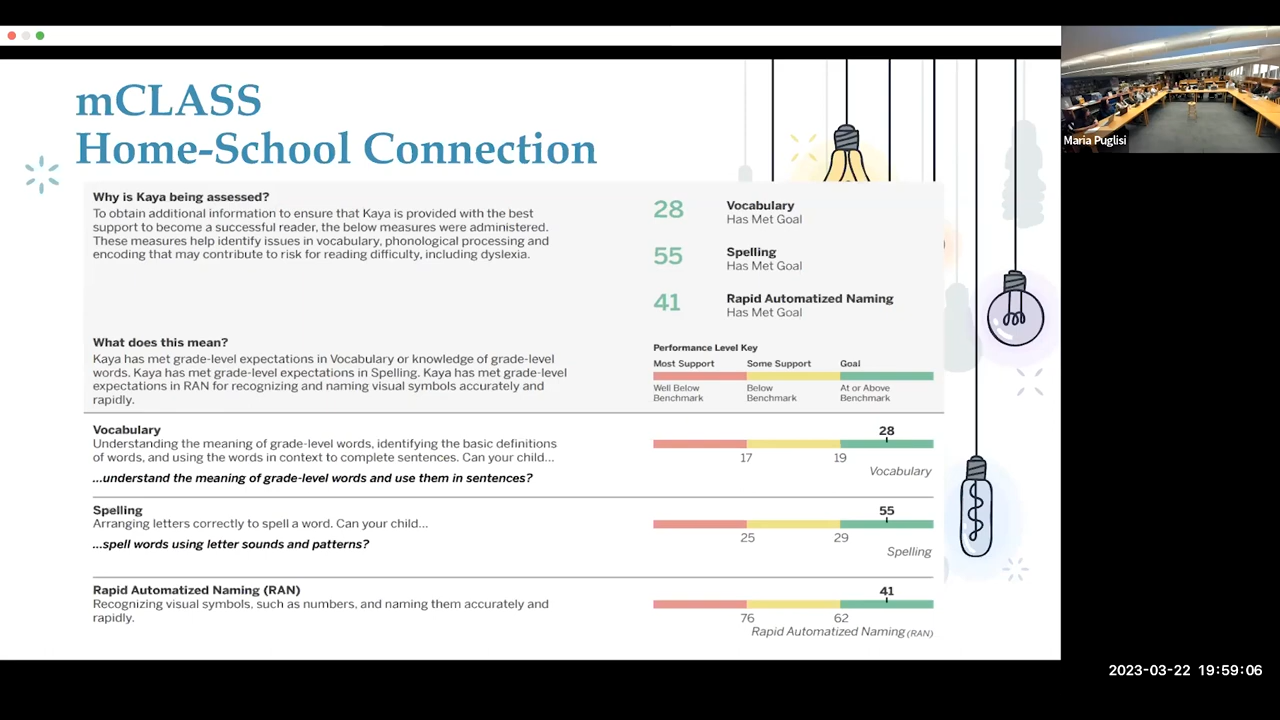 mCLASS
Home-School Connection
Maria Puglisi
Why is Kaya being assessed?
To obtain additional information to ensure that Kaya is provided with the best
support to become a successful reader, the below measures were administered.
These measures help identify issues in vocabulary, phonological processing and
encoding that may contribute to risk for reading difficulty, including dyslexia.
28 Vocabulary
Has Met Goal
55 Spelling
Has Met Goal
41 Rapid Automatized Naming
Has Met Goal
What does this mean?
Kaya has met grade-level expectations in Vocabulary or knowledge of grade-level
words. Kaya has met grade-level expectations in Spelling. Kaya has met grade-level
expectations in RAN for recognizing and naming visual symbols accurately and
rapidly.
Performance Level Key
Most Support Some Support Goal
Well Below Below At or Above
Benchmark Benchmark Benchmark
Vocabulary
Understanding the meaning of grade-level words, identifying the basic definitions
of words, and using the words in context to complete sentences. Can your child...
...understand the meaning of grade-level words and use them in sentences?
28
17 19
Vocabulary
Spelling
Arranging letters correctly to spell a word. Can your child...
...spell words using letter sounds and patterns?
55
25 29
Spelling
Rapid Automatized Naming (RAN)
Recognizing visual symbols, such as numbers, and naming them accurately and
rapidly.
41
76 62
Rapid Automatized Naming (RAN)
2023-03-22 19:59:06